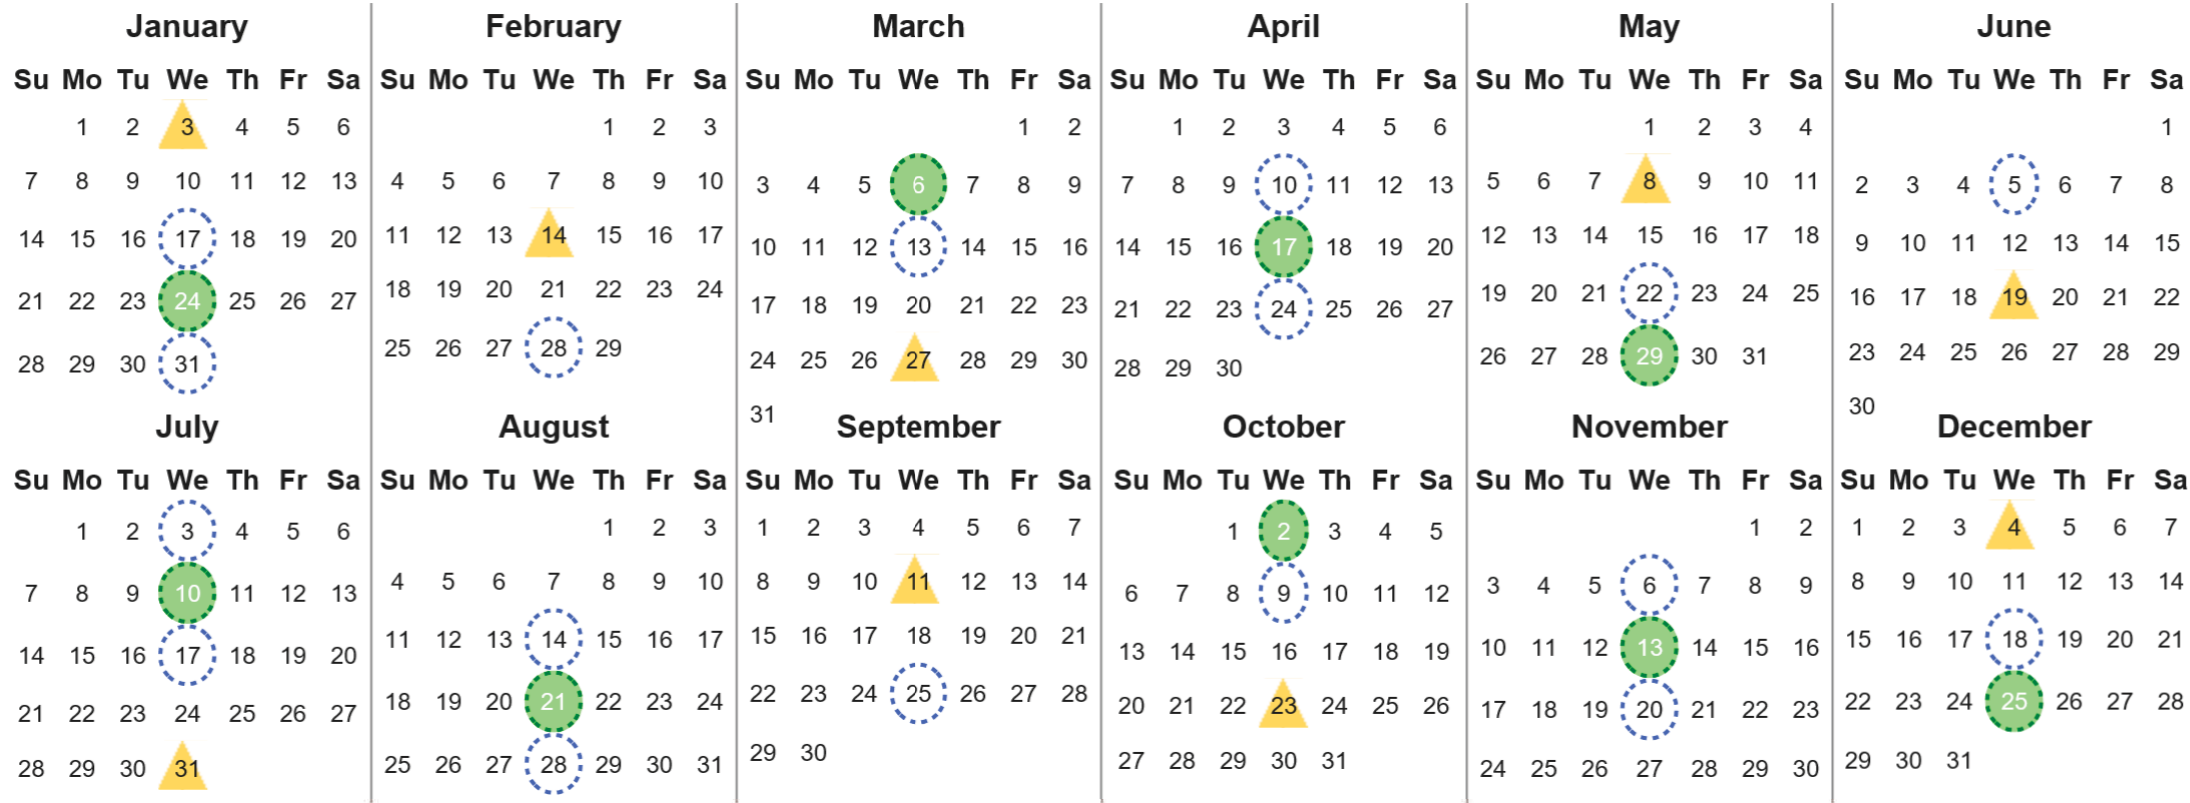 January
Su Mo Tu We Th Fr Sa
1 2 3 4 5 6
7 8 9 10 11 12 13
14 15 16 17 18 19 20
21 22 23 24 25 26 27
28 29 30 31
February
Su Mo Tu We Th Fr Sa
1 2 3
4 5 6 7 8 9 10
11 12 13 14 15 16 17
18 19 20 21 22 23 24
25 26 27 28 29
March
Su Mo Tu We Th Fr Sa
1 2
3 4 5 6 7 8 9
10 11 12 13 14 15 16
17 18 19 20 21 22 23
24 25 26 27 28 29 30
31
April
Su Mo Tu We Th Fr Sa
1 2 3 4 5 6
7 8 9 10 11 12 13
14 15 16 17 18 19 20
21 22 23 24 25 26 27
28 29 30
May
Su Mo Tu We Th Fr Sa
1 2 3 4
5 6 7 8 9 10 11
12 13 14 15 16 17 18
19 20 21 22 23 24 25
26 27 28 29 30 31
June
Su Mo Tu We Th Fr Sa
1
2 3 4 5 6 7 8
9 10 11 12 13 14 15
16 17 18 19 20 21 22
23 24 25 26 27 28 29
30
July
Su Mo Tu We Th Fr Sa
1 2 3 4 5 6
7 8 9 10 11 12 13
14 15 16 17 18 19 20
21 22 23 24 25 26 27
28 29 30 31
August
Su Mo Tu We Th Fr Sa
1 2 3
4 5 6 7 8 9 10
11 12 13 14 15 16 17
18 19 20 21 22 23 24
25 26 27 28 29 30 31
September
Su Mo Tu We Th Fr Sa
1 2 3 4 5 6 7
8 9 10 11 12 13 14
15 16 17 18 19 20 21
22 23 24 25 26 27 28
29 30
October
Su Mo Tu We Th Fr Sa
1 2 3 4 5
6 7 8 9 10 11 12
13 14 15 16 17 18 19
20 21 22 23 24 25 26
27 28 29 30 31
November
Su Mo Tu We Th Fr Sa
1 2
3 4 5 6 7 8 9
10 11 12 13 14 15 16
17 18 19 20 21 22 23
24 25 26 27 28 29 30
December
Su Mo Tu We Th Fr Sa
1 2 3 4 5 6 7
8 9 10 11 12 13 14
15 16 17 18 19 20 21
22 23 24 25 26 27 28
29 30 31